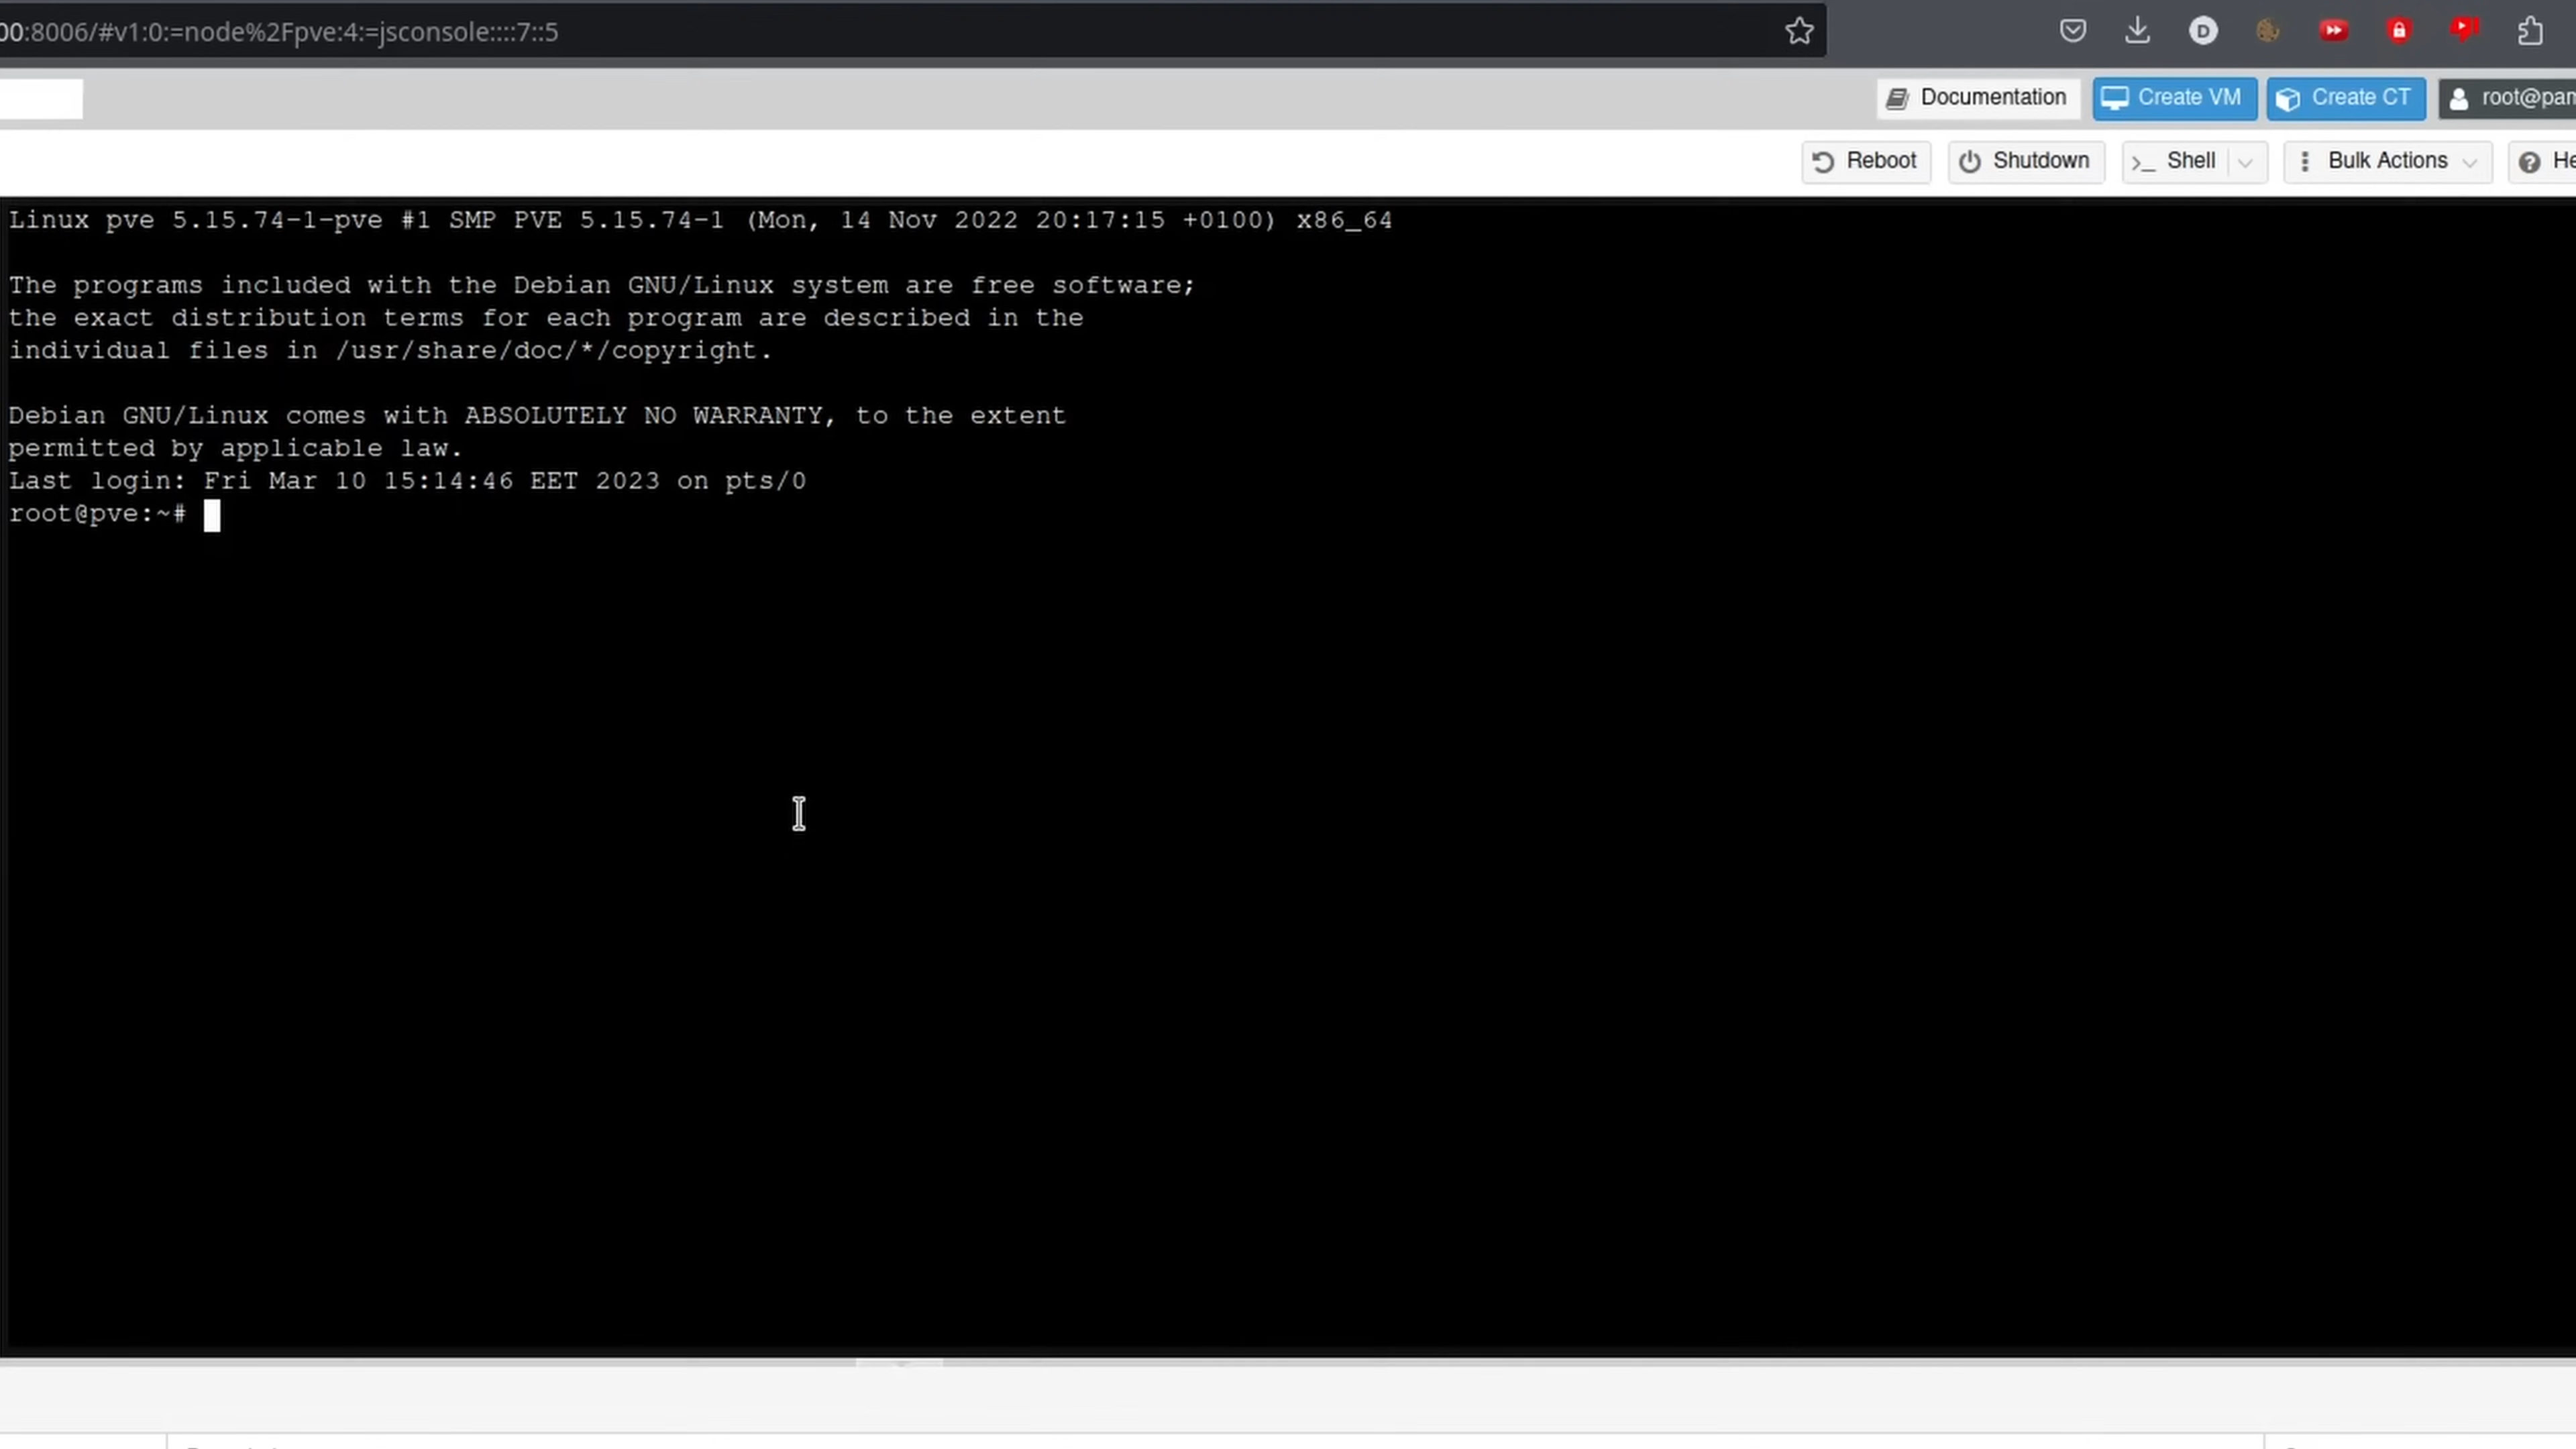 00:8006/#v1:0:=node%2Fpve:4:=jsconsole::::7::5
D
Documentation
Create VM
Create CT
root@pam
Reboot
Shutdown
>_ Shell
Bulk Actions
Linux pve 5.15.74-1-pve #1 SMP PVE 5.15.74-1 (Mon, 14 Nov 2022 20:17:15 +0100) x86_64
The programs included with the Debian GNU/Linux system are free software;
the exact distribution terms for each program are described in the
individual files in /usr/share/doc/*/copyright.
Debian GNU/Linux comes with ABSOLUTELY NO WARRANTY, to the extent
permitted by applicable law.
Last login: Fri Mar 10 15:14:46 EET 2023 on pts/0
root@pve:~#